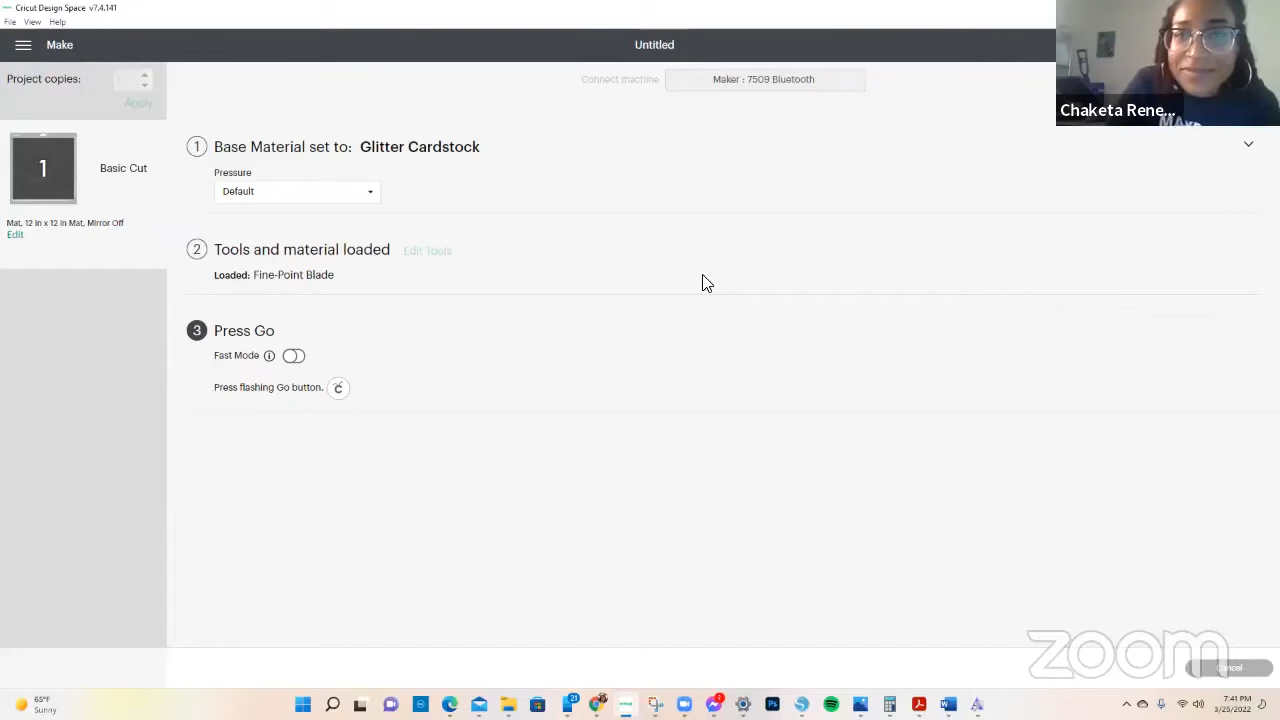 Cricut Design Space v7.4.141
File View Help
Make
Untitled
Project copies:
1
Apply
Connect machine
Maker : 7509 Bluetooth
Chaketa Rene...
1
Basic Cut
Mat, 12 in x 12 in Mat, Mirror Off
Edit
1 Base Material set to: Glitter Cardstock
Pressure
Default
2 Tools and material loaded Edit Tools
Loaded: Fine-Point Blade
3 Press Go
Fast Mode
Press flashing Go button.
zoom
Cancel
65°F
Sunny
21
7:41 PM
3/25/2022